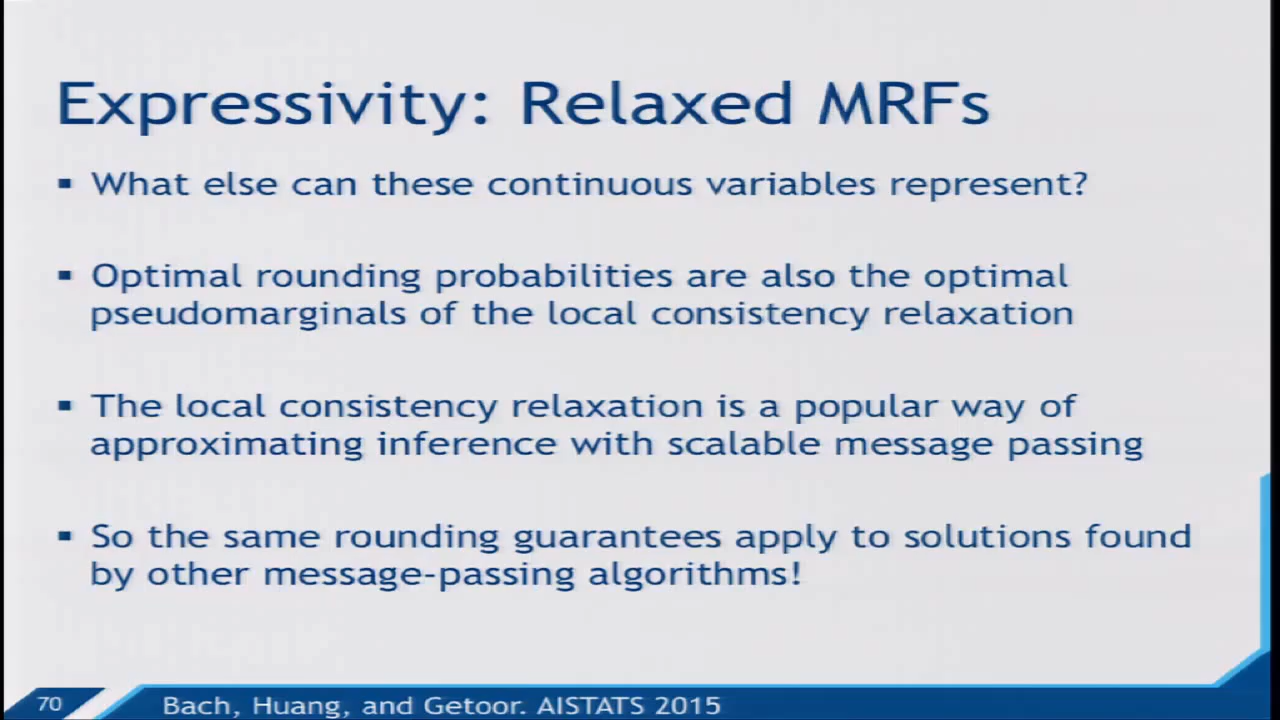 Expressivity: Relaxed MRFs
▪ What else can these continuous variables represent?
▪ Optimal rounding probabilities are also the optimal
pseudomarginals of the local consistency relaxation
▪ The local consistency relaxation is a popular way of
approximating inference with scalable message passing
▪ So the same rounding guarantees apply to solutions found
by other message-passing algorithms!
70
Bach, Huang, and Getoor. AISTATS 2015